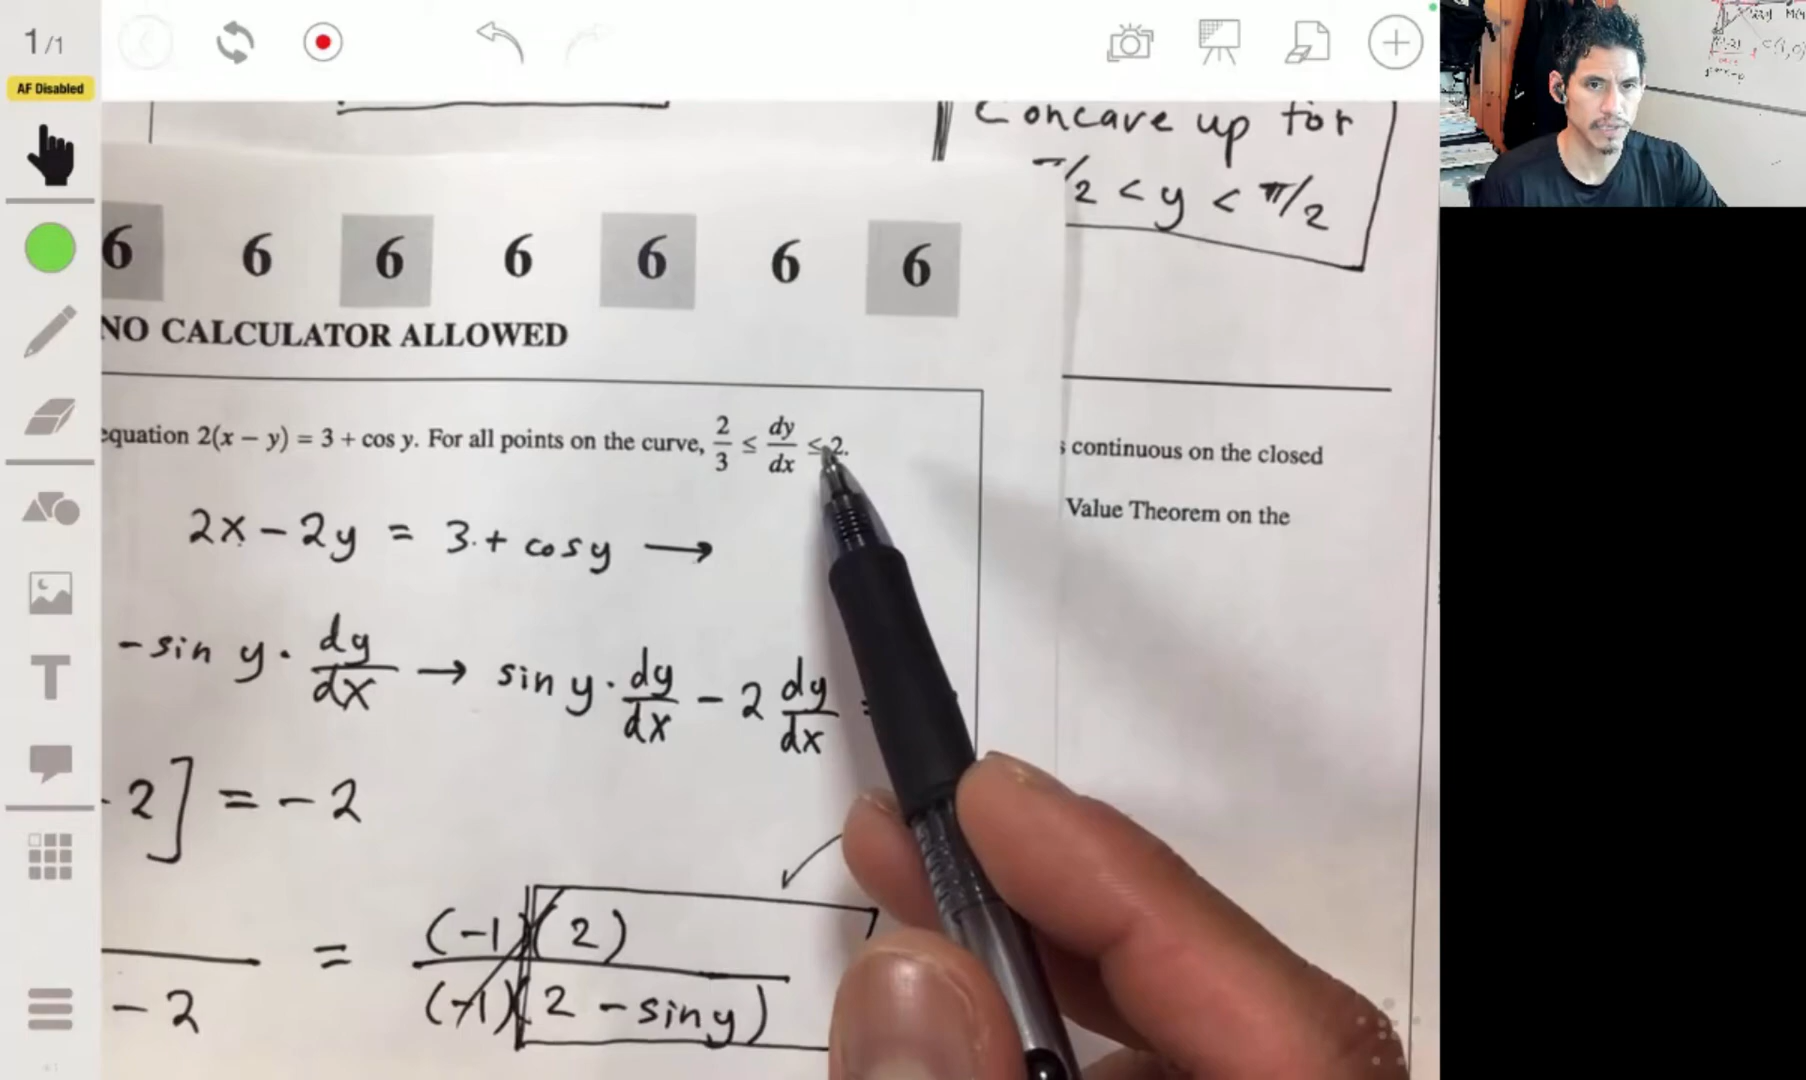 1/1
AF Disabled
T
Concave up for
π/2 < y < π/2
6 6 6 6 6 6 6
NO CALCULATOR ALLOWED
equation 2(x − y) = 3 + cos y. For all points on the curve, 2/3 ≤ dy/dx ≤ 2.
s continuous on the closed
Value Theorem on the
2x − 2y = 3 + cos y →
− sin y · dy/dx → sin y · dy/dx − 2 dy/dx =
2] = −2
− 2 = (−1)(2) / (−1)(2 − sin y)